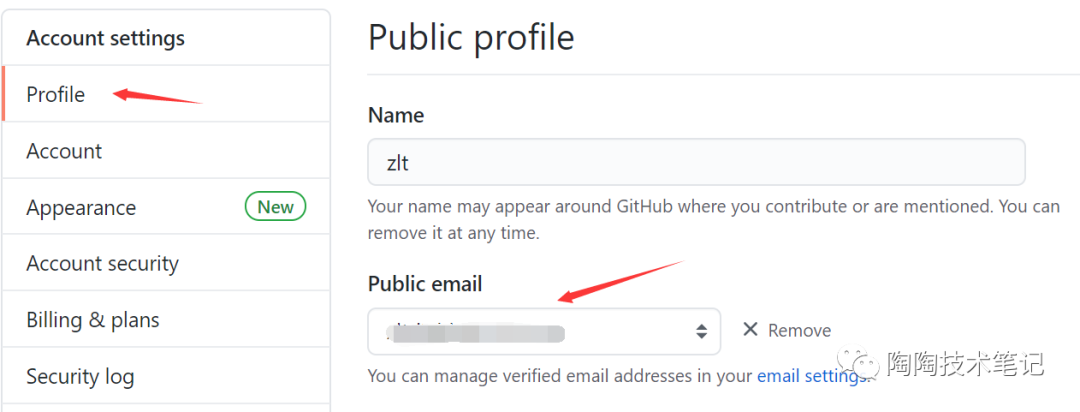 Account settings
Profile
Account
Appearance New
Account security
Billing & plans
Security log
Public profile
Name
zlt
Your name may appear around GitHub where you contribute or are mentioned. You can
remove it at any time.
Public email
Remove
You can manage verified email addresses in your email settings.
陶陶技术笔记